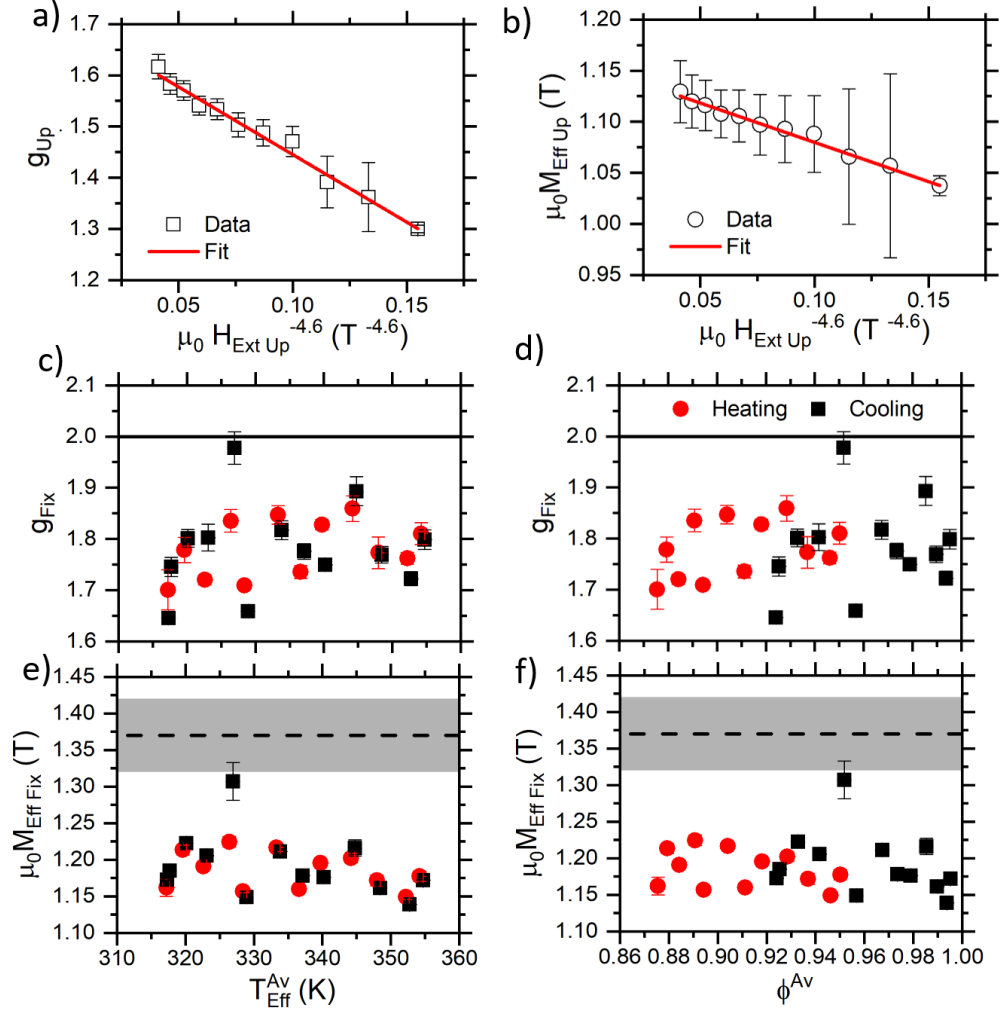 a)
1.7
1.6
1.5
1.4
1.3
1.2
g_Up
Data
Fit
0.05
0.10
0.15
μ₀ H_Ext Up^-4.6 (T^-4.6)
b)
1.20
1.15
1.10
1.05
1.00
0.95
μ₀M_Eff Up (T)
Data
Fit
0.05
0.10
0.15
μ₀ H_Ext Up^-4.6 (T^-4.6)
c)
2.1
2.0
1.9
1.8
1.7
1.6
g_Fix
d)
2.1
2.0
1.9
1.8
1.7
1.6
g_Fix
Heating
Cooling
e)
1.45
1.40
1.35
1.30
1.25
1.20
1.15
1.10
μ₀M_Eff Fix (T)
310 320 330 340 350 360
T_Eff^Av (K)
f)
1.45
1.40
1.35
1.30
1.25
1.20
1.15
1.10
μ₀M_Eff Fix (T)
0.86 0.88 0.90 0.92 0.94 0.96 0.98 1.00
ϕ^Av